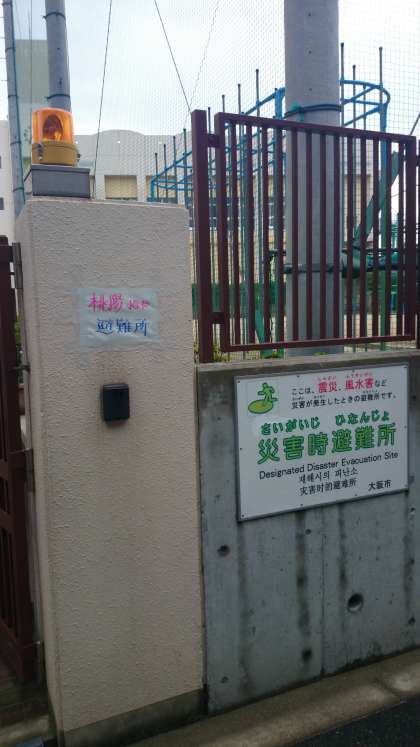 避難所
ここは、震災、風水害など
災害が発生したときの避難所です。
さいがいじ ひなんじょ
災害時避難所
Designated Disaster Evacuation Site
재해시의 피난소
灾害时的避难所
大阪市